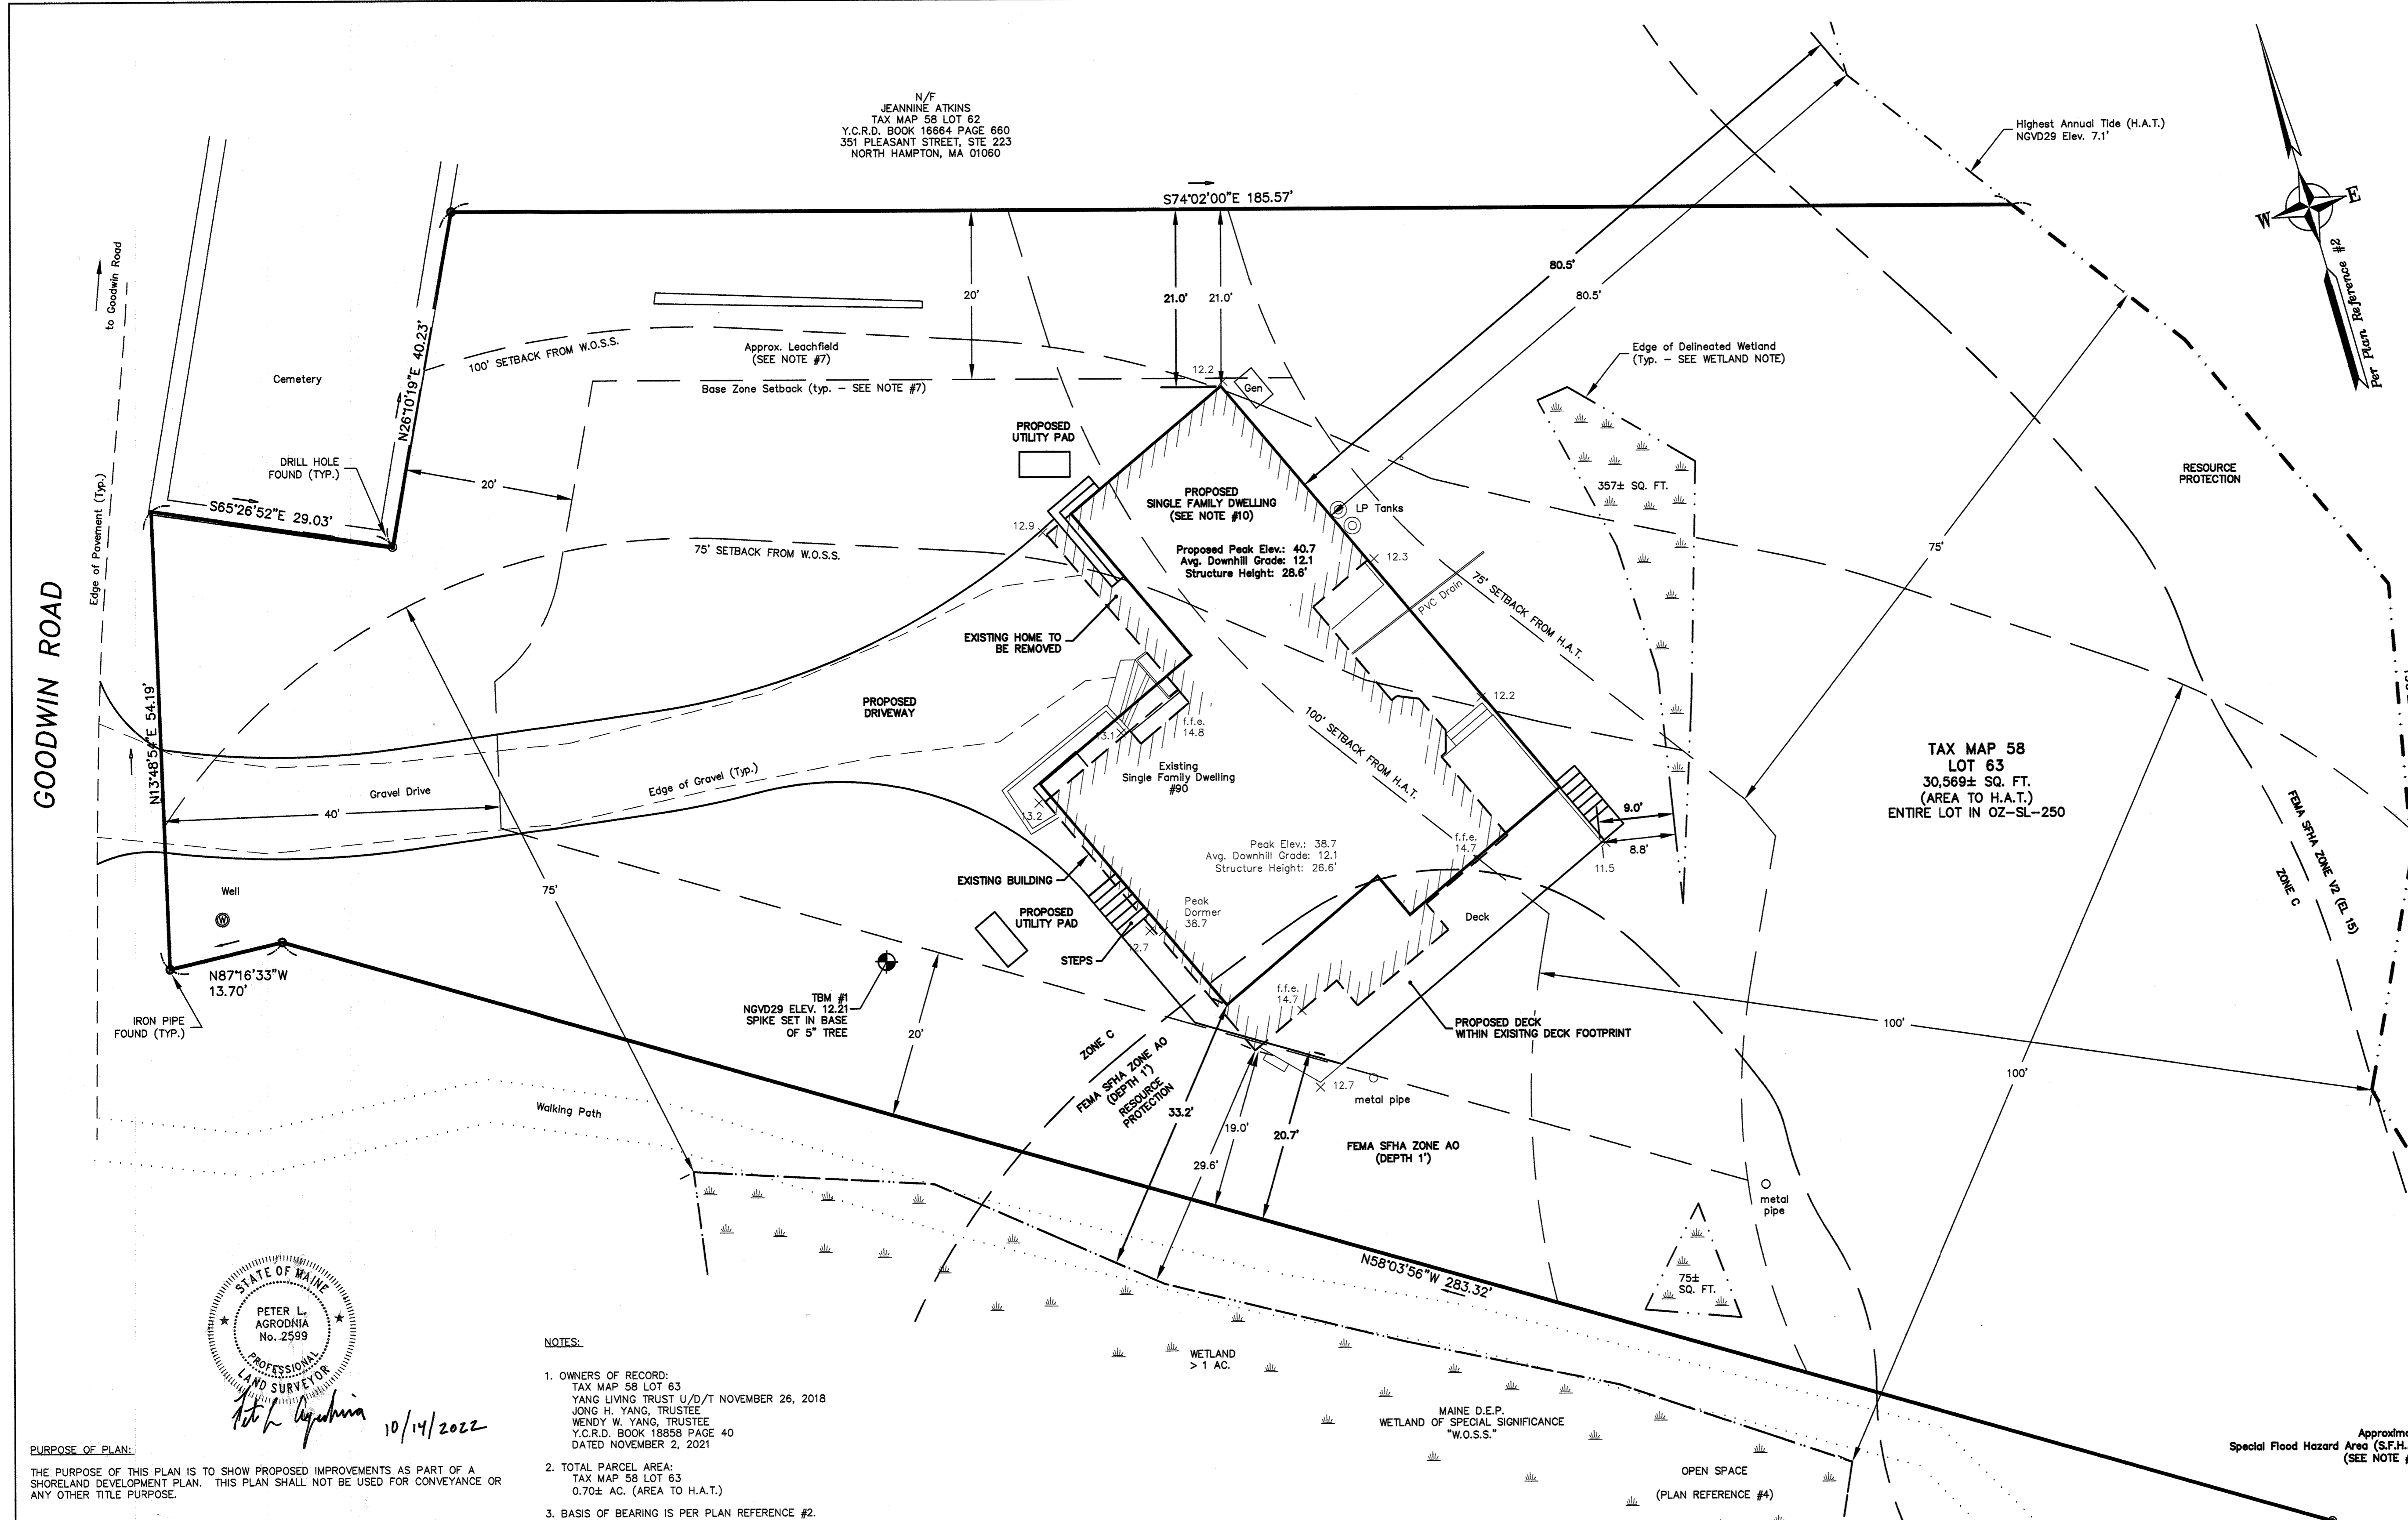 N/F
JEANNINE ATKINS
TAX MAP 58 LOT 62
Y.C.R.D. BOOK 16664 PAGE 660
351 PLEASANT STREET, STE 223
NORTH HAMPTON, MA 01060
Highest Annual Tide (H.A.T.)
NGVD29 Elev. 7.1'
W
E
Per Plan Reference #2
S74°02'00"E 185.57'
to Goodwin Road
Edge of Pavement (Typ.)
GOODWIN ROAD
Cemetery
N26°10'19"E 40.23'
DRILL HOLE
FOUND (TYP.)
S65°26'52"E 29.03'
20'
100' SETBACK FROM W.O.S.S.
Approx. Leachfield
(SEE NOTE #7)
Base Zone Setback (typ. - SEE NOTE #7)
20'
21.0'
21.0'
12.2
Gen
80.5'
80.5'
Edge of Delineated Wetland
(Typ. - SEE WETLAND NOTE)
357± SQ. FT.
RESOURCE
PROTECTION
75'
PROPOSED
UTILITY PAD
12.9
PROPOSED
SINGLE FAMILY DWELLING
(SEE NOTE #10)
Proposed Peak Elev.: 40.7
Avg. Downhill Grade: 12.1
Structure Height: 28.6'
LP Tanks
12.3
PVC Drain
75' SETBACK FROM H.A.T.
75' SETBACK FROM W.O.S.S.
EXISTING HOME TO
BE REMOVED
PROPOSED
DRIVEWAY
12.2
f.f.e.
14.8
13.1
100' SETBACK FROM H.A.T.
Existing
Single Family Dwelling
#90
N13°48'54"E 54.19'
Gravel Drive
Edge of Gravel (Typ.)
40'
13.2
75'
TAX MAP 58
LOT 63
30,569± SQ. FT.
(AREA TO H.A.T.)
ENTIRE LOT IN OZ-SL-250
FEMA SFHA ZONE V2 (EL 15)
ZONE C
9.0'
8.8'
11.5
f.f.e.
14.7
Peak Elev.: 38.7
Avg. Downhill Grade: 12.1
Structure Height: 26.6'
EXISTING BUILDING
Peak
Dormer
38.7
Deck
Well
W
PROPOSED
UTILITY PAD
12.7
STEPS
N87°16'33"W
13.70'
IRON PIPE
FOUND (TYP.)
TBM #1
NGVD29 ELEV. 12.21
SPIKE SET IN BASE
OF 5" TREE
20'
f.f.e.
14.7
PROPOSED DECK
WITHIN EXISITNG DECK FOOTPRINT
100'
100'
ZONE C
FEMA SFHA ZONE AO
(DEPTH 1')
RESOURCE
PROTECTION
12.7
metal pipe
33.2'
19.0'
20.7'
29.6'
FEMA SFHA ZONE AO
(DEPTH 1')
Walking Path
metal
pipe
N58°03'56"W 283.32'
75±
SQ. FT.
STATE OF MAINE
PETER L.
AGRODNIA
No. 2599
PROFESSIONAL
LAND SURVEYOR
10/14/2022
WETLAND
> 1 AC.
MAINE D.E.P.
WETLAND OF SPECIAL SIGNIFICANCE
"W.O.S.S."
OPEN SPACE
(PLAN REFERENCE #4)
Special Flood Hazard Area (S.F.H.
(SEE NOTE
PURPOSE OF PLAN:
THE PURPOSE OF THIS PLAN IS TO SHOW PROPOSED IMPROVEMENTS AS PART OF A
SHORELAND DEVELOPMENT PLAN. THIS PLAN SHALL NOT BE USED FOR CONVEYANCE OR
ANY OTHER TITLE PURPOSE.
NOTES:
1. OWNERS OF RECORD:
TAX MAP 58 LOT 63
YANG LIVING TRUST U/D/T NOVEMBER 26, 2018
JONG H. YANG, TRUSTEE
WENDY W. YANG, TRUSTEE
Y.C.R.D. BOOK 18858 PAGE 40
DATED NOVEMBER 2, 2021
2. TOTAL PARCEL AREA:
TAX MAP 58 LOT 63
0.70± AC. (AREA TO H.A.T.)
3. BASIS OF BEARING IS PER PLAN REFERENCE #2.